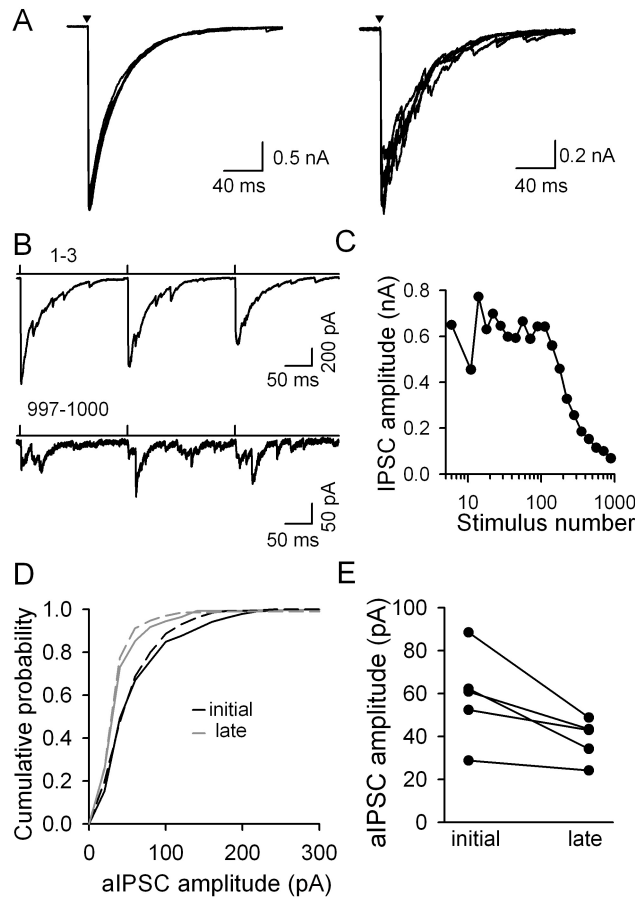 A
0.5 nA
40 ms
0.2 nA
40 ms
B
1-3
200 pA
50 ms
997-1000
50 pA
50 ms
C
IPSC amplitude (nA)
0.8
0.6
0.4
0.2
0.0
10
100
1000
Stimulus number
D
Cumulative probability
1.0
0.8
0.6
0.4
0.2
0.0
initial
late
0
100
200
300
aIPSC amplitude (pA)
E
aIPSC amplitude (pA)
100
80
60
40
20
0
initial
late